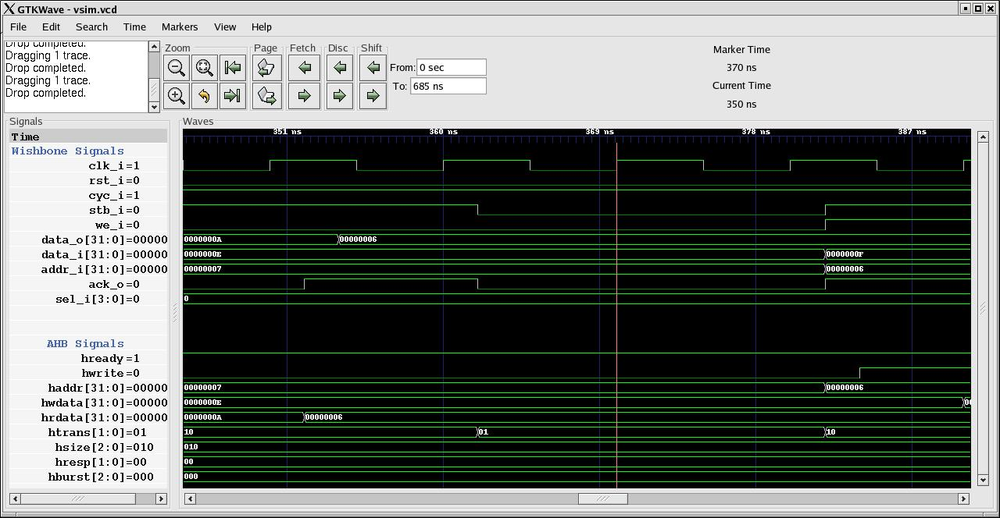 GTKWave - vsim.vcd
File Edit Search Time Markers View Help
Drop completed.
Dragging 1 trace.
Drop completed.
Dragging 1 trace.
Drop completed.
Zoom Page Fetch Disc Shift
From: 0 sec
To: 685 ns
Marker Time
370 ns
Current Time
350 ns
Signals
Waves
Time
351 ns 360 ns 369 ns 378 ns 387 ns
Wishbone Signals
clk_i=1
rst_i=0
cyc_i=1
stb_i=0
we_i=0
data_o[31:0]=00000 0000000A 00000006
data_i[31:0]=00000 0000000E 0000000F
addr_i[31:0]=00000 00000007 00000006
ack_o=0
sel_i[3:0]=0 0
AHB Signals
hready=1
hwrite=0
haddr[31:0]=00000 00000007 00000006
hwdata[31:0]=00000 0000000E 00
hrdata[31:0]=00000 0000000A 00000006
htrans[1:0]=01 10 01 10
hsize[2:0]=010 010
hresp[1:0]=00 00
hburst[2:0]=000 000